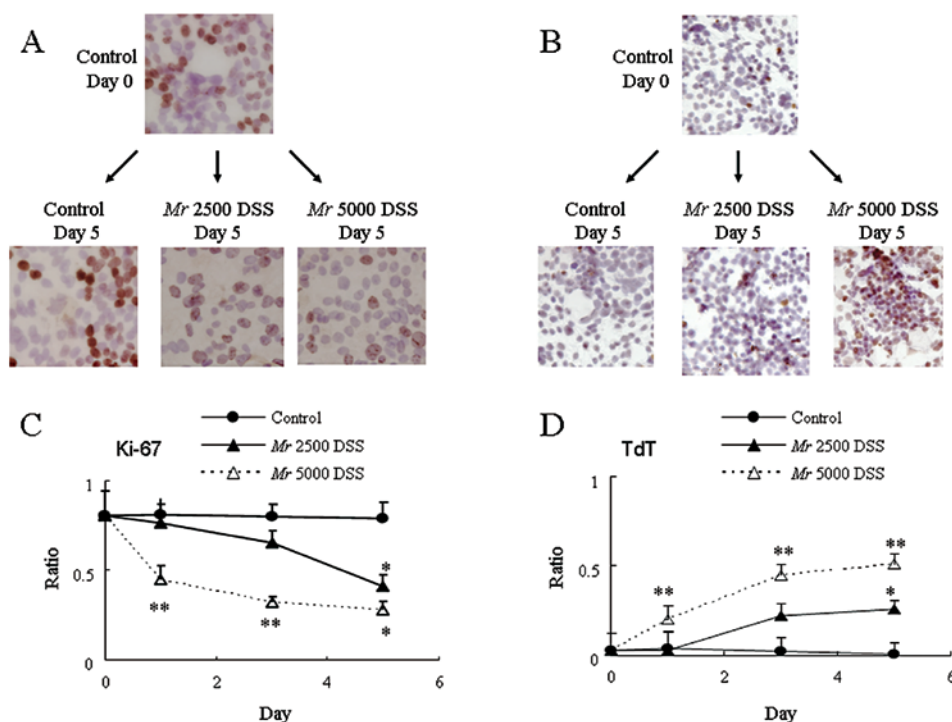 A
Control
Day 0
Control
Day 5
Mr 2500 DSS
Day 5
Mr 5000 DSS
Day 5
B
Control
Day 0
Control
Day 5
Mr 2500 DSS
Day 5
Mr 5000 DSS
Day 5
C
Ki-67
Control
Mr 2500 DSS
Mr 5000 DSS
1
0.5
0
Ratio
**
**
*
*
0 2 4 6
Day
D
TdT
Control
Mr 2500 DSS
Mr 5000 DSS
1
0.5
0
Ratio
**
**
**
*
0 2 4 6
Day